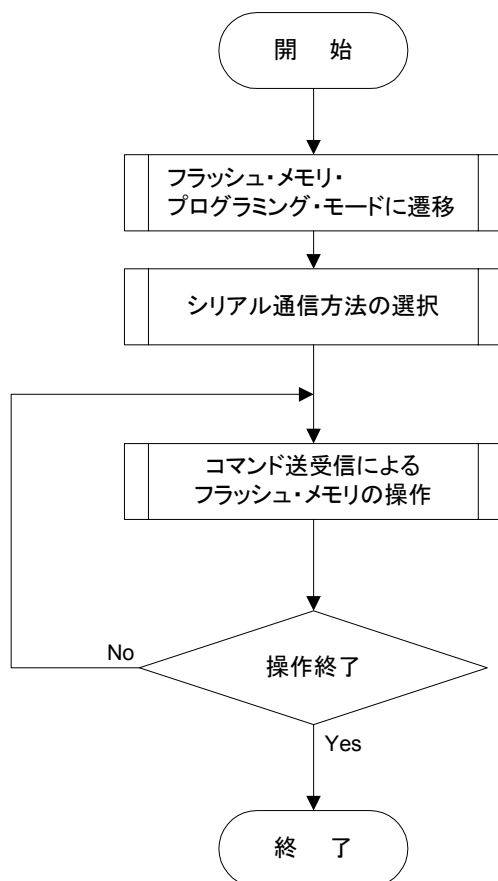 開　始
フラッシュ・メモリ・
プログラミング・モードに遷移
シリアル通信方法の選択
コマンド送受信による
フラッシュ・メモリの操作
操作終了
No
Yes
終　了